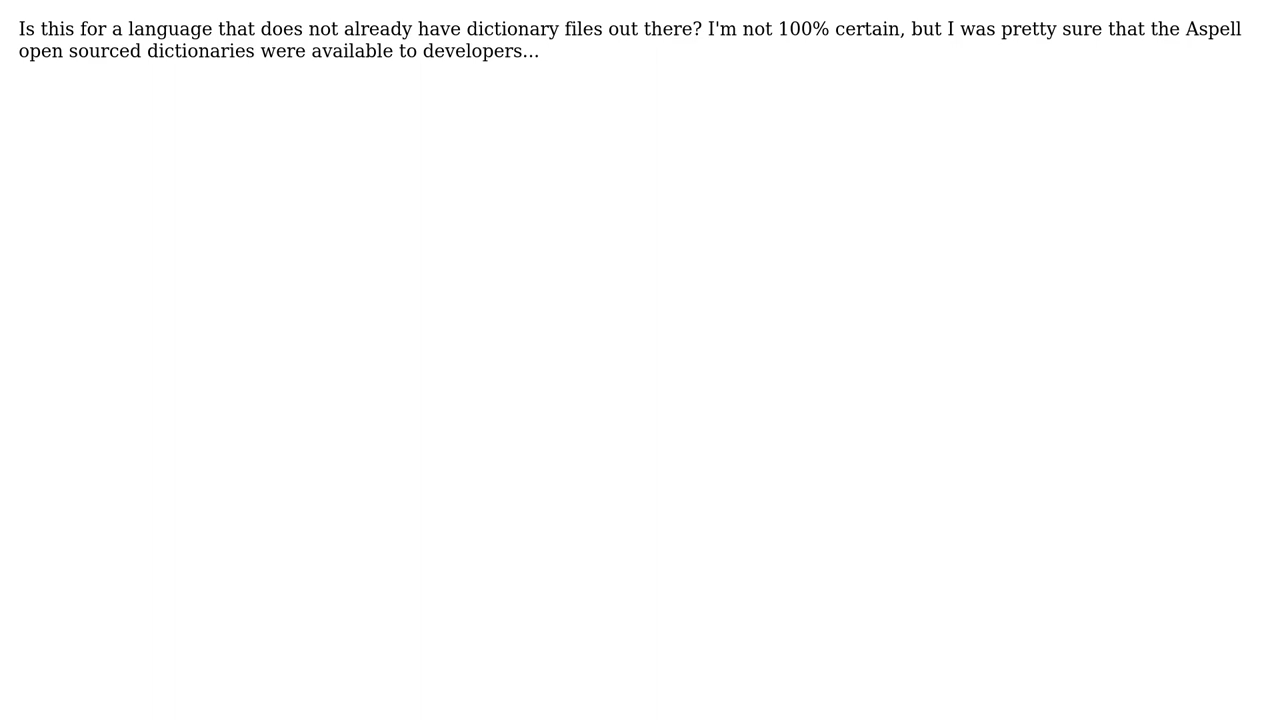 Is this for a language that does not already have dictionary files out there? I'm not 100% certain, but I was pretty sure that the Aspell
open sourced dictionaries were available to developers...